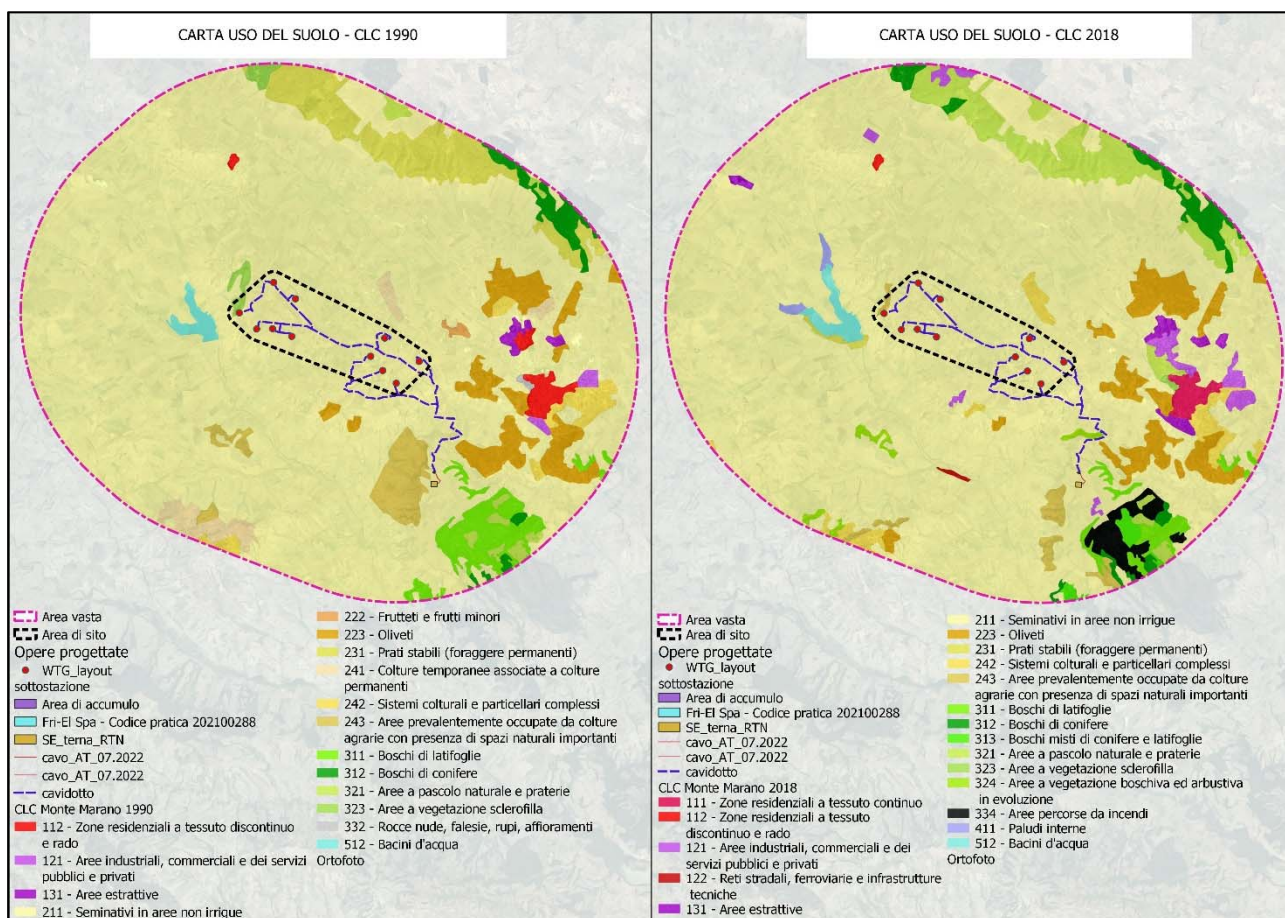 CARTA USO DEL SUOLO - CLC 1990
Area vasta
Area di sito
Opere progettate
WTG_layout
sottostazione
Area di accumulo
Fri-El Spa - Codice pratica 202100288
SE_terna_RTN
cavo_AT_07.2022
cavo_AT_07.2022
cavidotto
CLC Monte Marano 1990
112 - Zone residenziali a tessuto discontinuo
e rado
121 - Aree industriali, commerciali e dei servizi
pubblici e privati
131 - Aree estrattive
211 - Seminativi in aree non irrigue
222 - Frutteti e frutti minori
223 - Oliveti
231 - Prati stabili (foraggere permanenti)
241 - Colture temporanee associate a colture
permanenti
242 - Sistemi colturali e particellari complessi
243 - Aree prevalentemente occupate da colture
agrarie con presenza di spazi naturali importanti
311 - Boschi di latifoglie
312 - Boschi di conifere
321 - Aree a pascolo naturale e praterie
323 - Aree a vegetazione sclerofilla
332 - Rocce nude, falesie, rupi, affioramenti
512 - Bacini d'acqua
Ortofoto
CARTA USO DEL SUOLO - CLC 2018
Area vasta
Area di sito
Opere progettate
WTG_layout
sottostazione
Area di accumulo
Fri-El Spa - Codice pratica 202100288
SE_terna_RTN
cavo_AT_07.2022
cavo_AT_07.2022
cavidotto
CLC Monte Marano 2018
111 - Zone residenziali a tessuto continuo
112 - Zone residenziali a tessuto
discontinuo e rado
121 - Aree industriali, commerciali e dei
servizi pubblici e privati
122 - Reti stradali, ferroviarie e infrastrutture
tecniche
131 - Aree estrattive
211 - Seminativi in aree non irrigue
223 - Oliveti
231 - Prati stabili (foraggere permanenti)
242 - Sistemi colturali e particellari complessi
243 - Aree prevalentemente occupate da colture
agrarie con presenza di spazi naturali importanti
311 - Boschi di latifoglie
312 - Boschi di conifere
313 - Boschi misti di conifere e latifoglie
321 - Aree a pascolo naturale e praterie
323 - Aree a vegetazione sclerofilla
324 - Aree a vegetazione boschiva ed arbustiva
in evoluzione
334 - Aree percorse da incendi
411 - Paludi interne
512 - Bacini d'acqua
Ortofoto